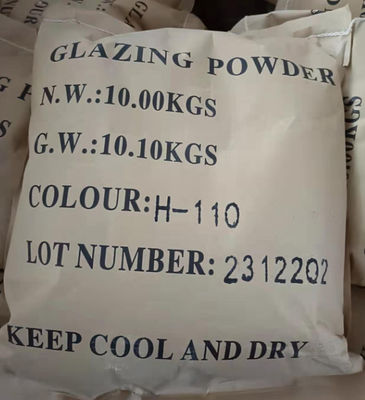 GLAZING POWDER
N.W.:10.00KGS
G.W.:10.10KGS
COLOUR:H-110
LOT NUMBER: 2312202
KEEP COOL AND DRY